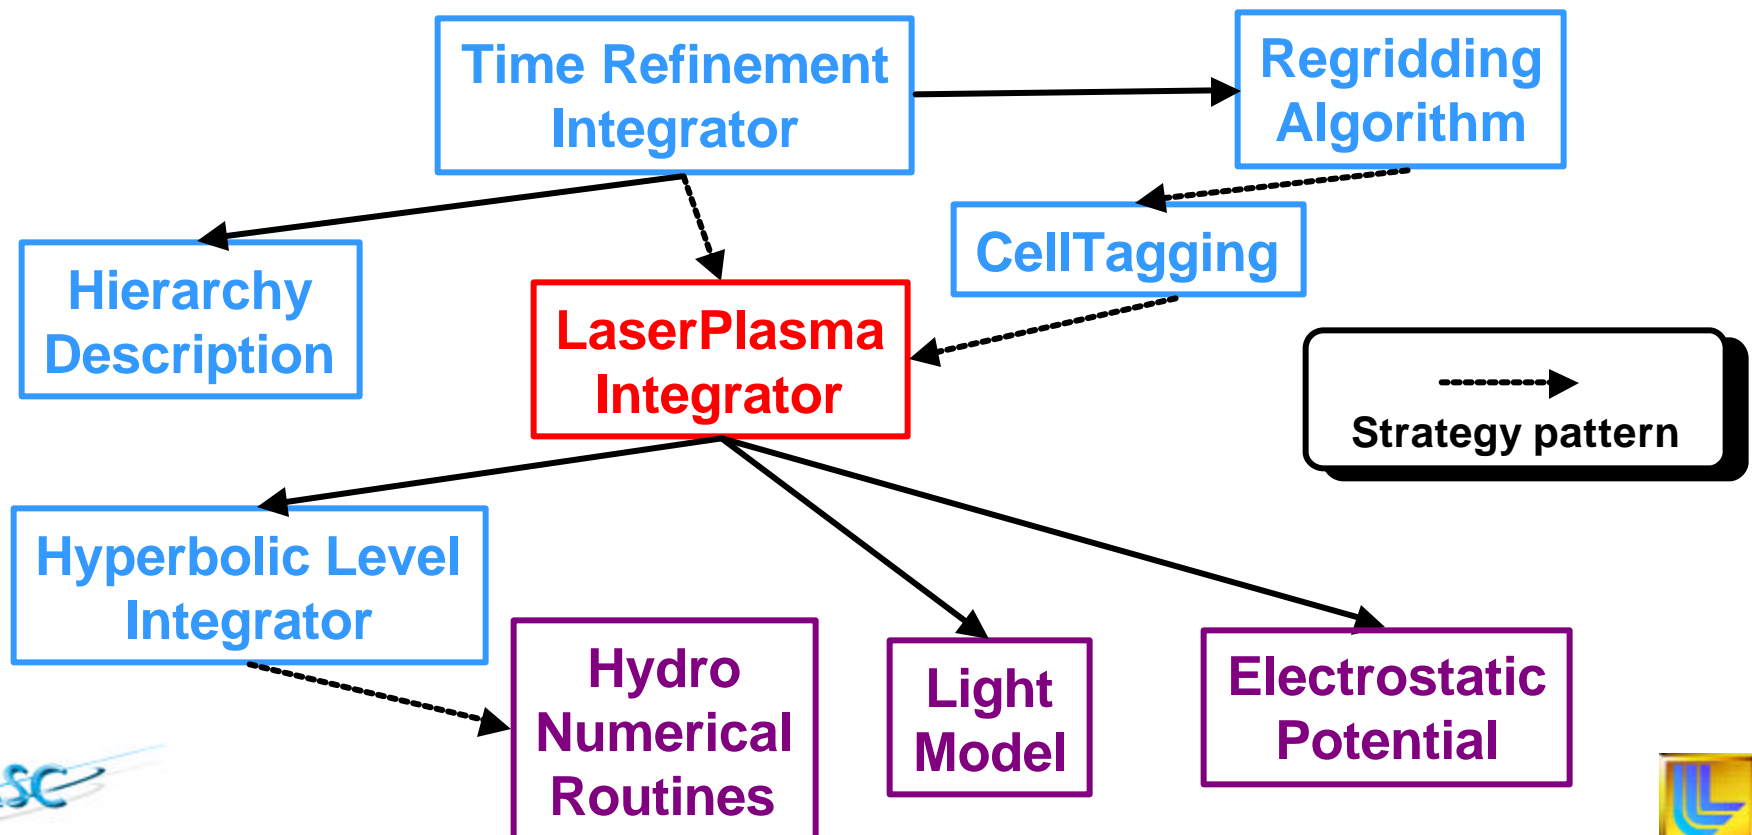 Time Refinement
Integrator
Regridding
Algorithm
CellTagging
Hierarchy
Description
LaserPlasma
Integrator
Strategy pattern
Hyperbolic Level
Integrator
Hydro
Numerical
Routines
Light
Model
Electrostatic
Potential